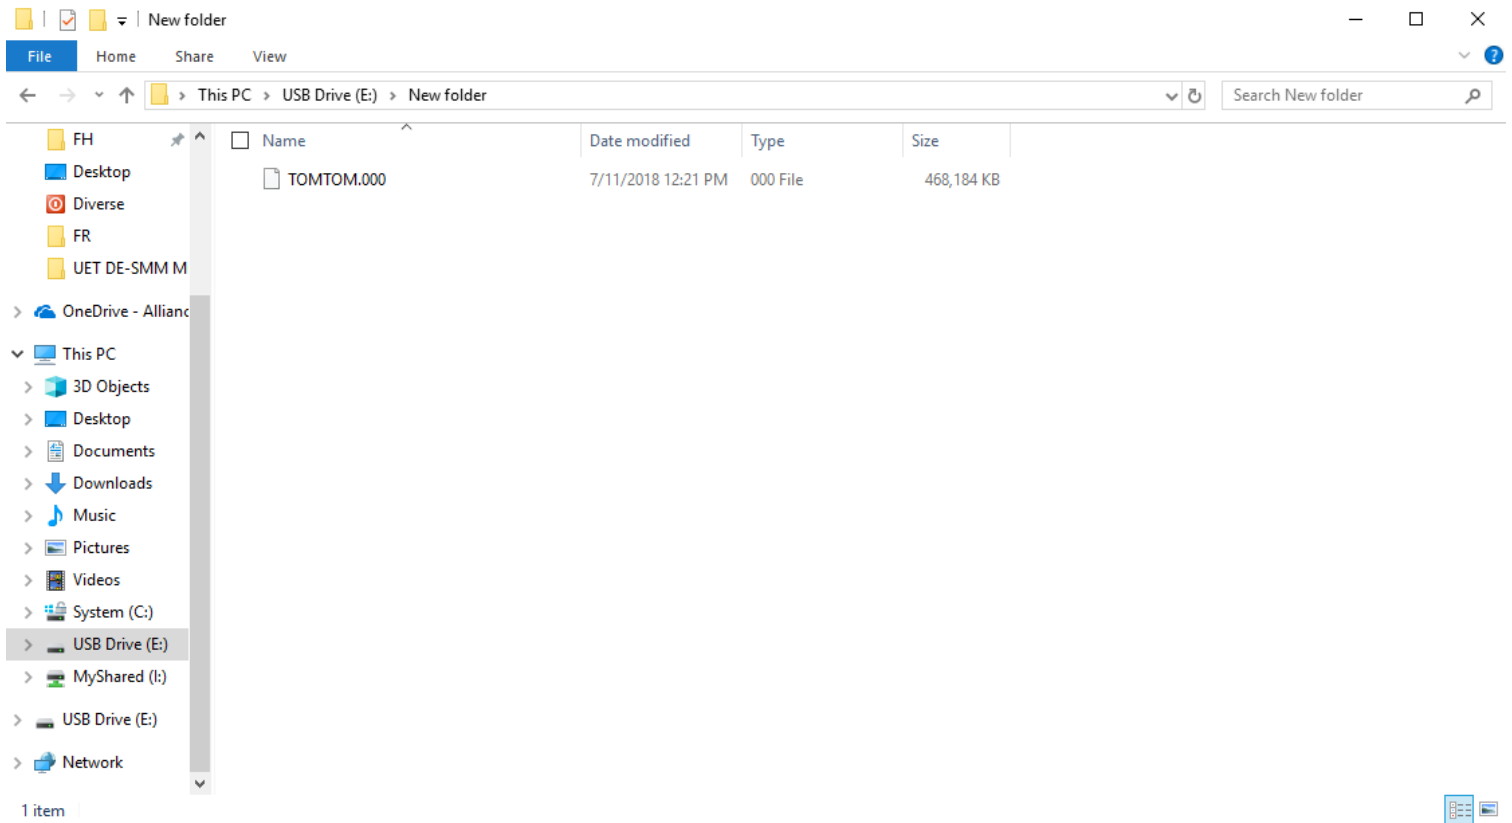 New folder
File Home Share View
This PC USB Drive (E:) New folder
Search New folder
FH
Desktop
Diverse
FR
UET DE-SMM M
OneDrive - Allianc
This PC
3D Objects
Desktop
Documents
Downloads
Music
Pictures
Videos
System (C:)
USB Drive (E:)
MyShared (I:)
USB Drive (E:)
Network
Name Date modified Type Size
TOMTOM.000 7/11/2018 12:21 PM 000 File 468,184 KB
1 item